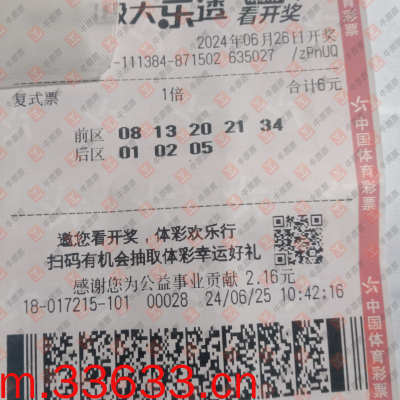 超级大乐透 看开奖
2024年06月26日开奖
-111384-871502 635027 /zPnUQ
复式票 1倍 合计6元
前区 08 13 20 21 34
后区 01 02 05
邀您看开奖，体彩欢乐行
扫码有机会抽取体彩幸运好礼
感谢您为公益事业贡献 2.16元
18-017215-101 00028 24/06/25 10:42:16
中国体育彩票
中国体育彩票
m.33633.cn